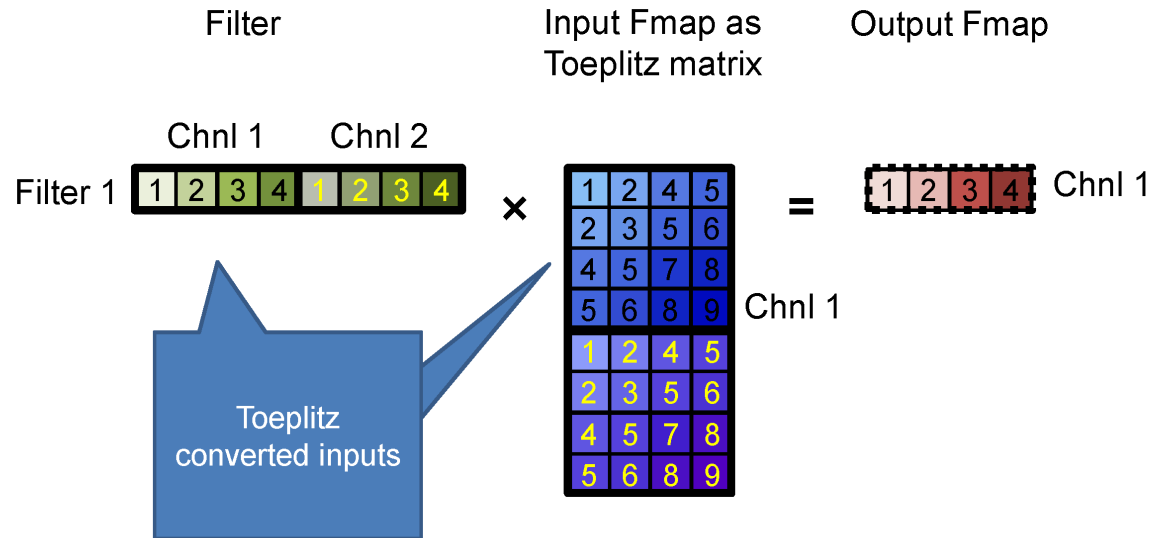 Filter
Input Fmap as
Toeplitz matrix
Output Fmap
Chnl 1
Chnl 2
Filter 1
1 2 3 4 1 2 3 4
×
1 2 4 5
2 3 5 6
4 5 7 8
5 6 8 9
1 2 4 5
2 3 5 6
4 5 7 8
5 6 8 9
Chnl 1
=
1 2 3 4
Chnl 1
Toeplitz
converted inputs